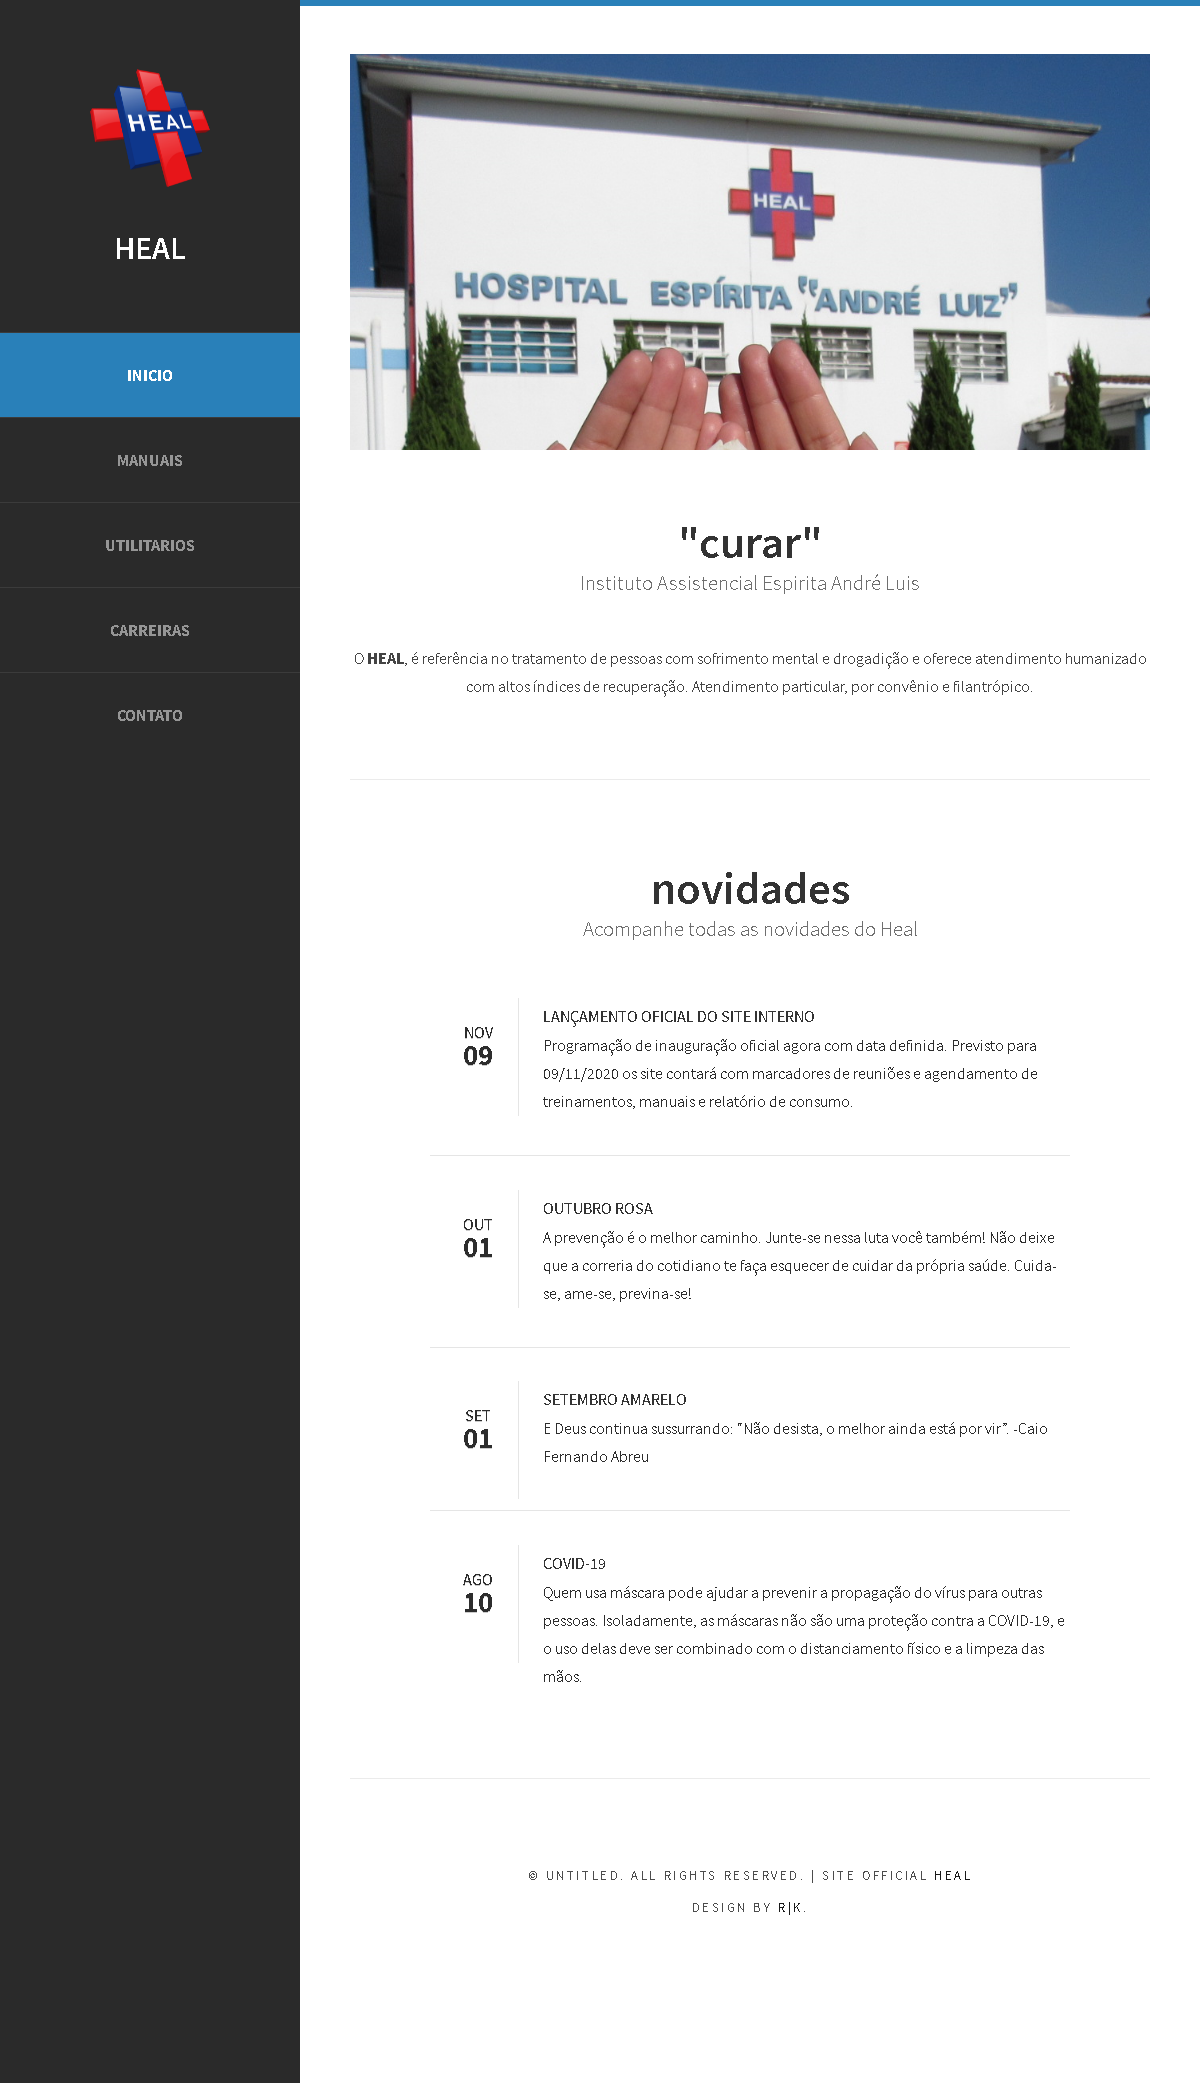 HEAL
HEAL
INICIO
MANUAIS
UTILITARIOS
CARREIRAS
CONTATO
HEAL
HOSPITAL ESPÍRITA "ANDRÉ LUIZ"
"curar"
Instituto Assistencial Espirita André Luis
O HEAL, é referência no tratamento de pessoas com sofrimento mental e drogadição e oferece atendimento humanizado
com altos índices de recuperação. Atendimento particular, por convênio e filantrópico.
novidades
Acompanhe todas as novidades do Heal
NOV
09
LANÇAMENTO OFICIAL DO SITE INTERNO
Programação de inauguração oficial agora com data definida. Previsto para
09/11/2020 os site contará com marcadores de reuniões e agendamento de
treinamentos, manuais e relatório de consumo.
OUT
01
OUTUBRO ROSA
A prevenção é o melhor caminho. Junte-se nessa luta você também! Não deixe
que a correria do cotidiano te faça esquecer de cuidar da própria saúde. Cuida-
se, ame-se, previna-se!
SET
01
SETEMBRO AMARELO
E Deus continua sussurrando: “Não desista, o melhor ainda está por vir”. -Caio
Fernando Abreu
AGO
10
COVID-19
Quem usa máscara pode ajudar a prevenir a propagação do vírus para outras
pessoas. Isoladamente, as máscaras não são uma proteção contra a COVID-19, e
o uso delas deve ser combinado com o distanciamento físico e a limpeza das
mãos.
© UNTITLED. ALL RIGHTS RESERVED. | SITE OFFICIAL HEAL
DESIGN BY R|K.